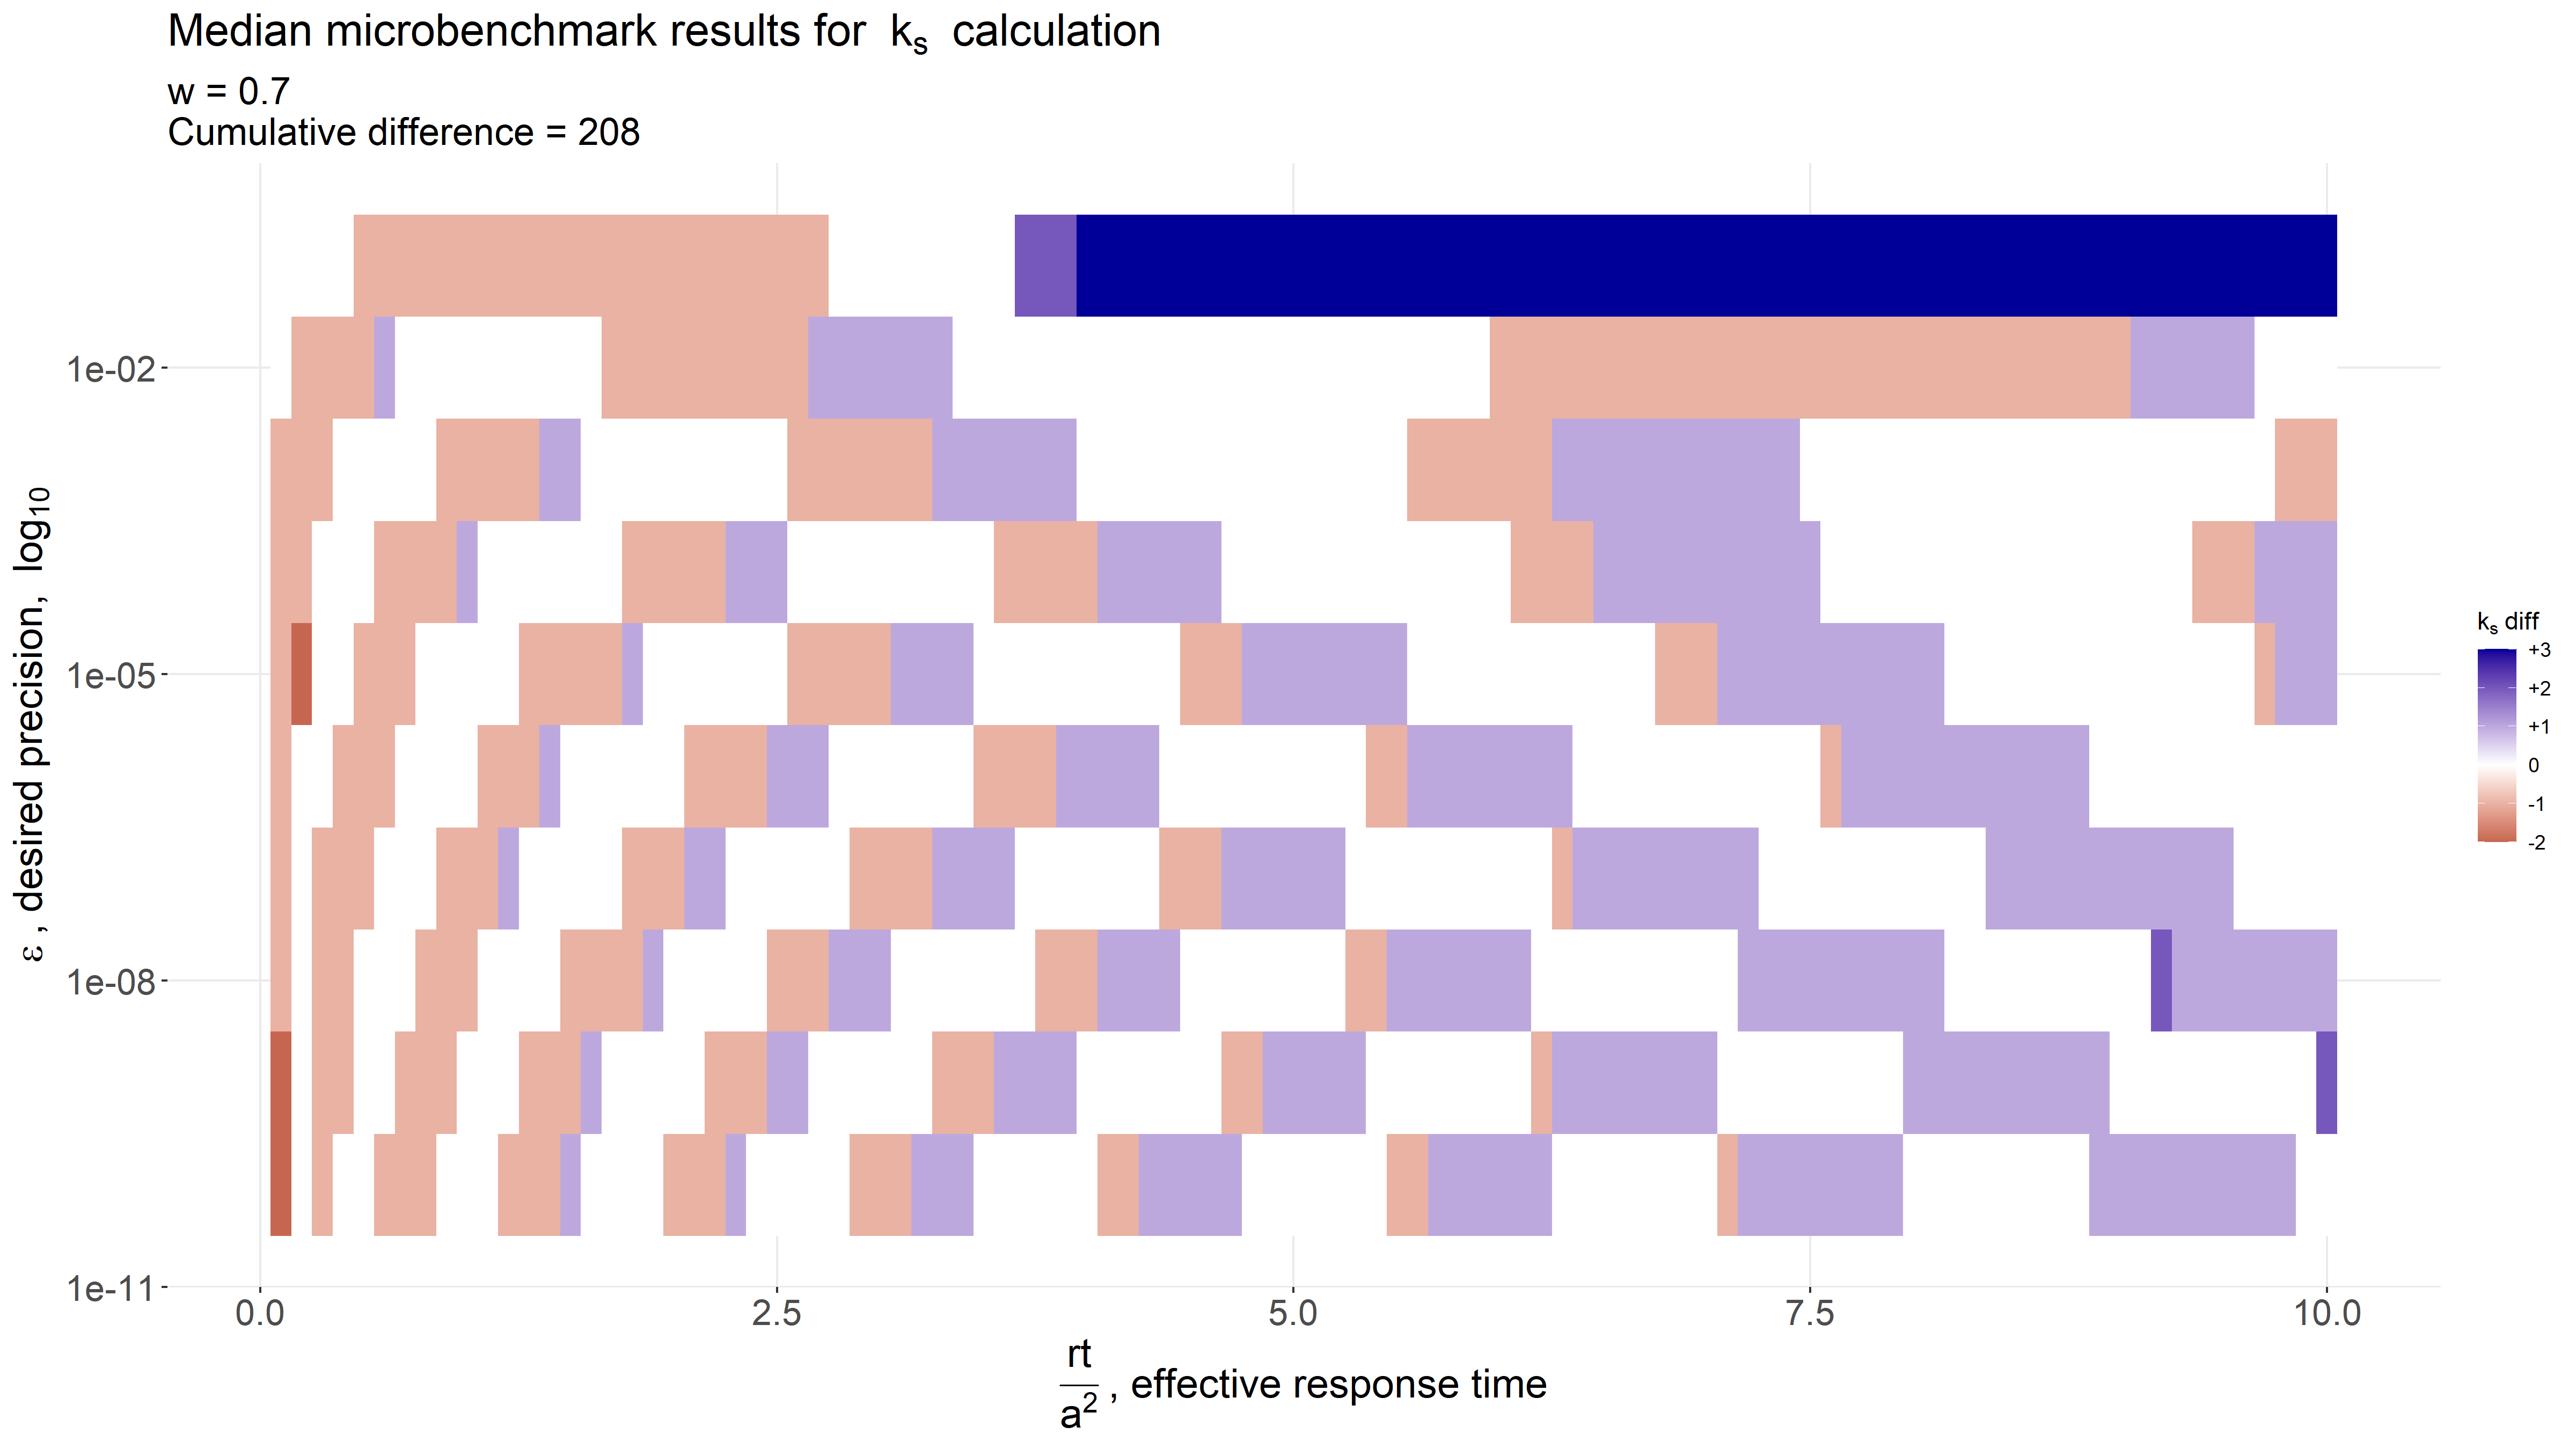 Median microbenchmark results for kₛ calculation
w = 0.7
Cumulative difference = 208
ε , desired precision, log₁₀
1e-02
1e-05
1e-08
1e-11
0.0 2.5 5.0 7.5 10.0
rt
a² , effective response time
kₛ diff
+3
+2
+1
0
-1
-2